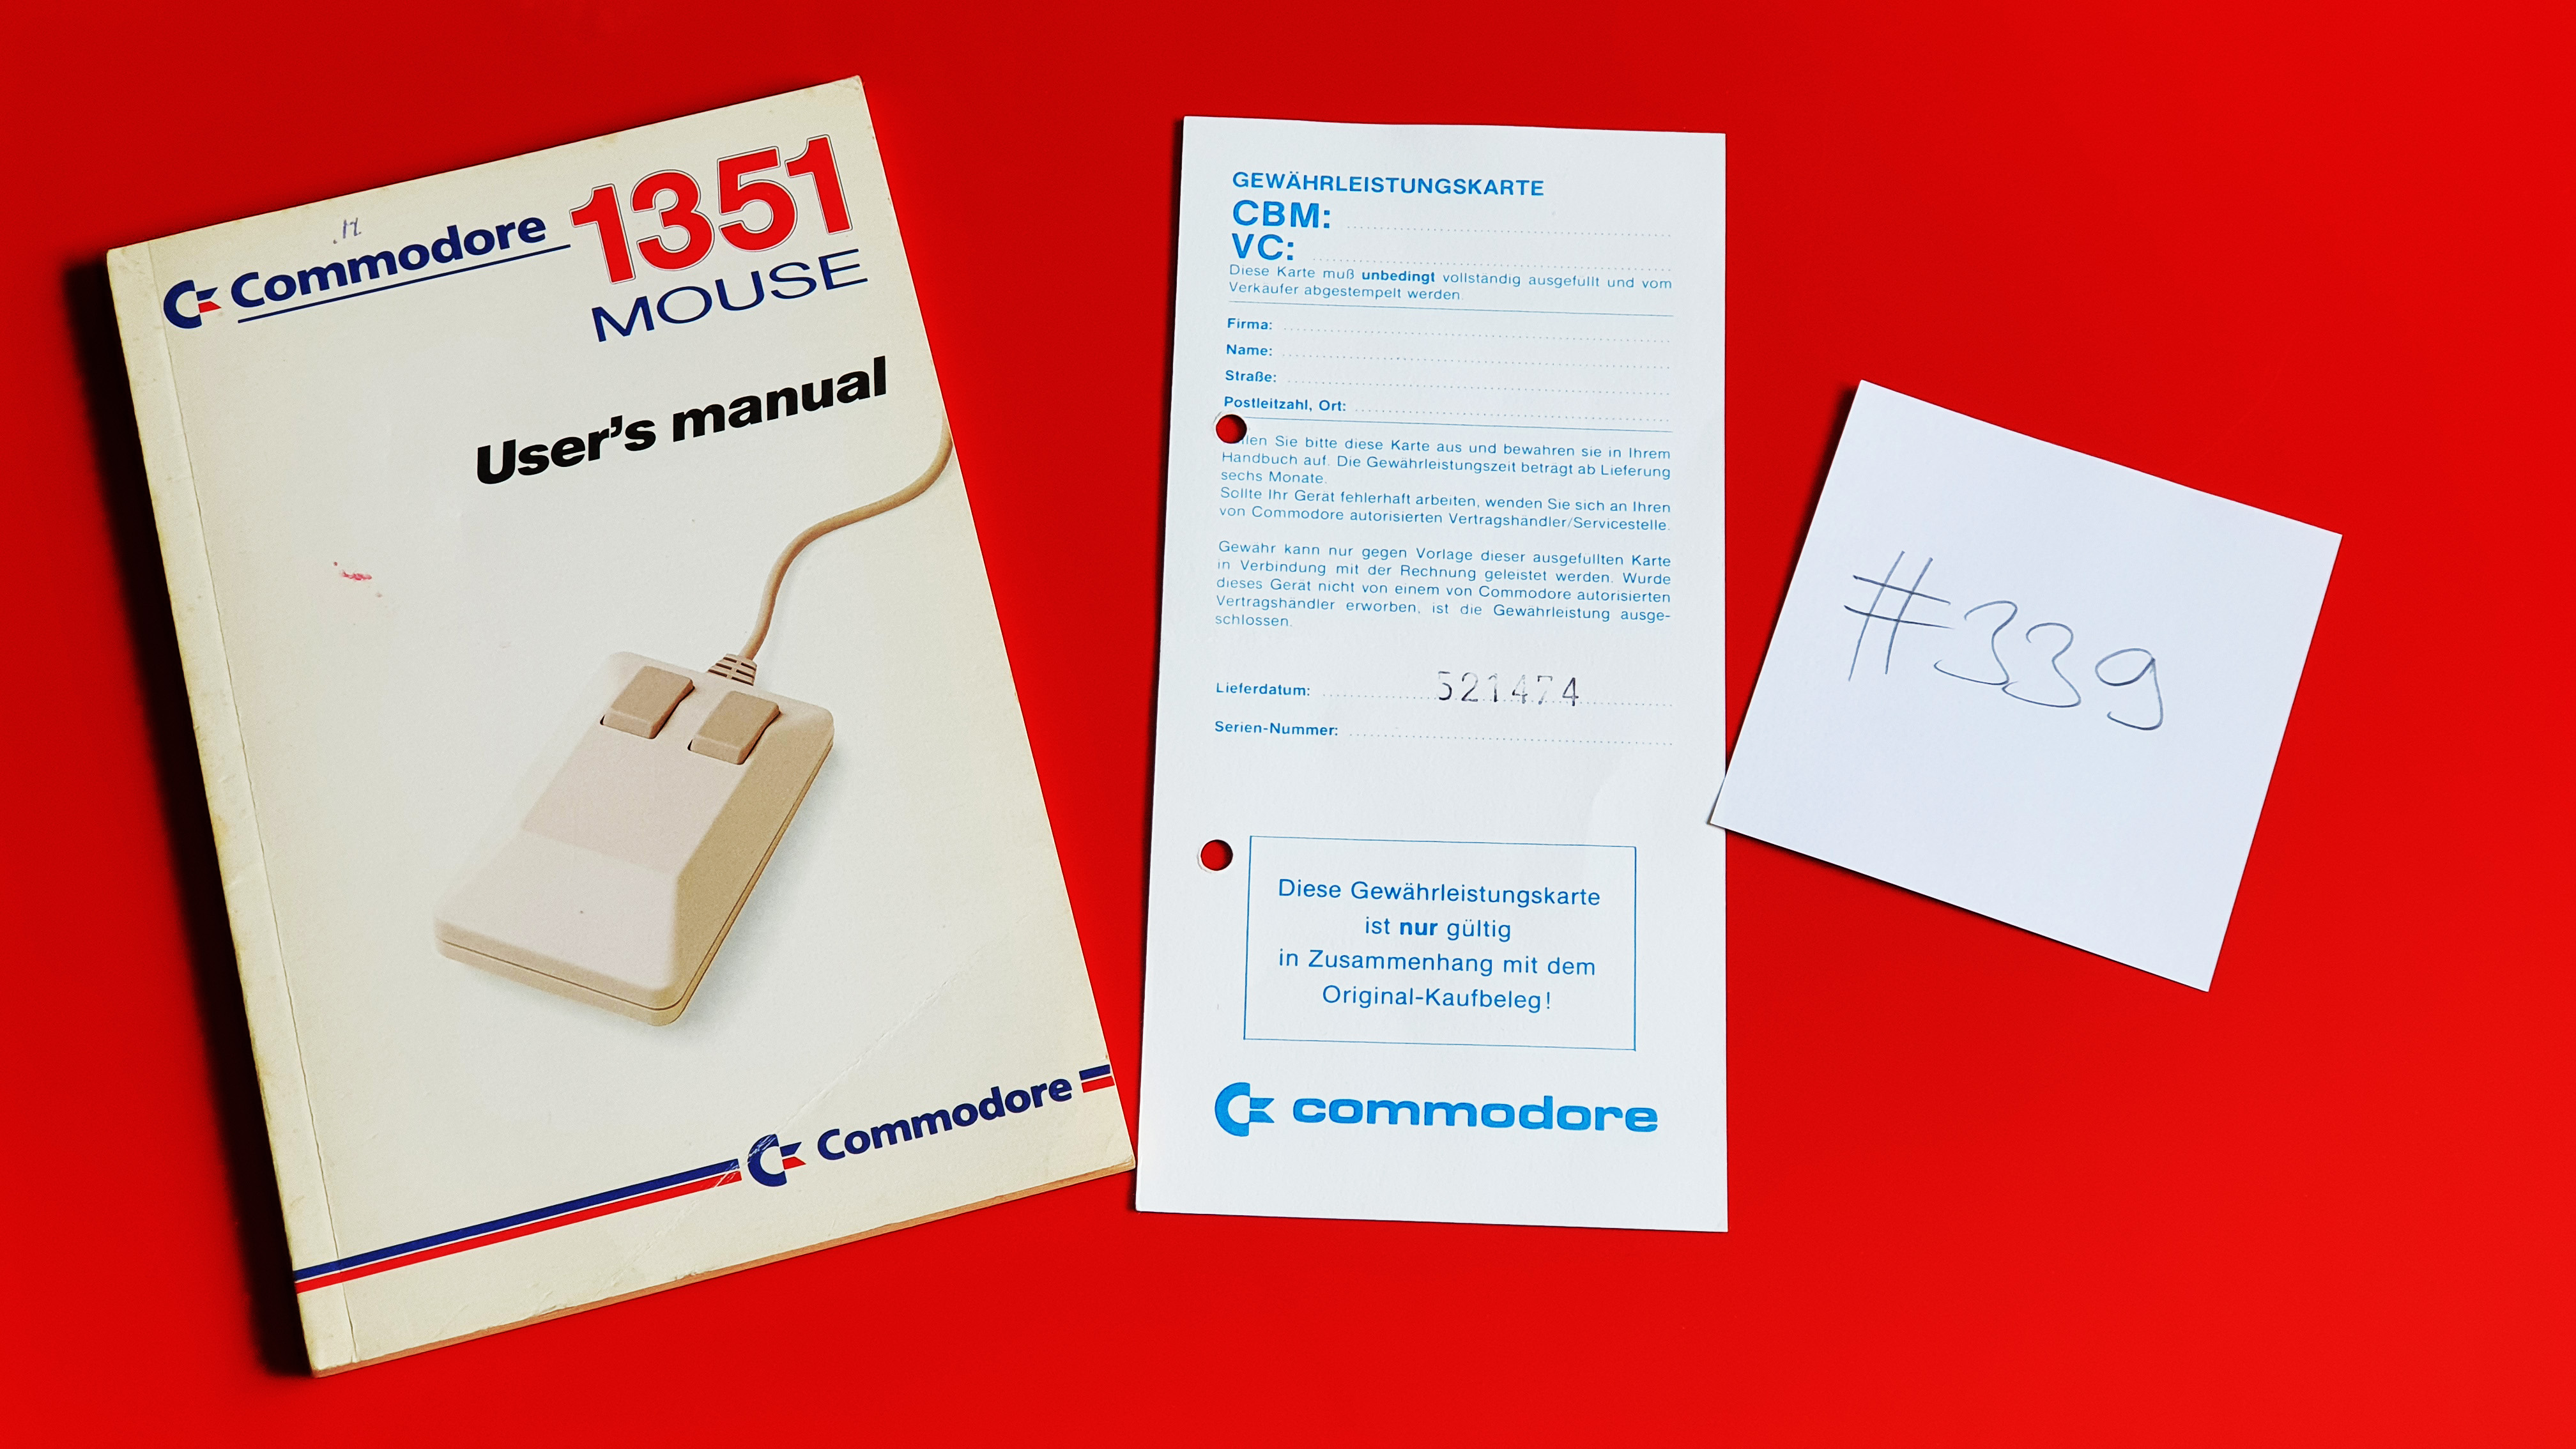 Commodore 1351
MOUSE
User's manual
Commodore
GEWÄHRLEISTUNGSKARTE
CBM:
VC:
Diese Karte muß unbedingt vollständig ausgefüllt und vom
Verkäufer abgestempelt werden.
Firma:
Name:
Straße:
Postleitzahl, Ort:
Sie bitte diese Karte aus und bewahren sie in Ihrem
Handbuch auf. Die Gewährleistungszeit beträgt ab Lieferung
sechs Monate.
Sollte Ihr Gerät fehlerhaft arbeiten, wenden Sie sich an Ihren
von Commodore autorisierten Vertragshändler/Servicestelle.
Gewähr kann nur gegen Vorlage dieser ausgefüllten Karte
in Verbindung mit der Rechnung geleistet werden. Wurde
dieses Gerät nicht von einem von Commodore autorisierten
Vertragshändler erworben, ist die Gewährleistung ausge-
schlossen.
Lieferdatum: 521474
Serien-Nummer:
Diese Gewährleistungskarte
ist nur gültig
in Zusammenhang mit dem
Original-Kaufbeleg!
commodore
#339